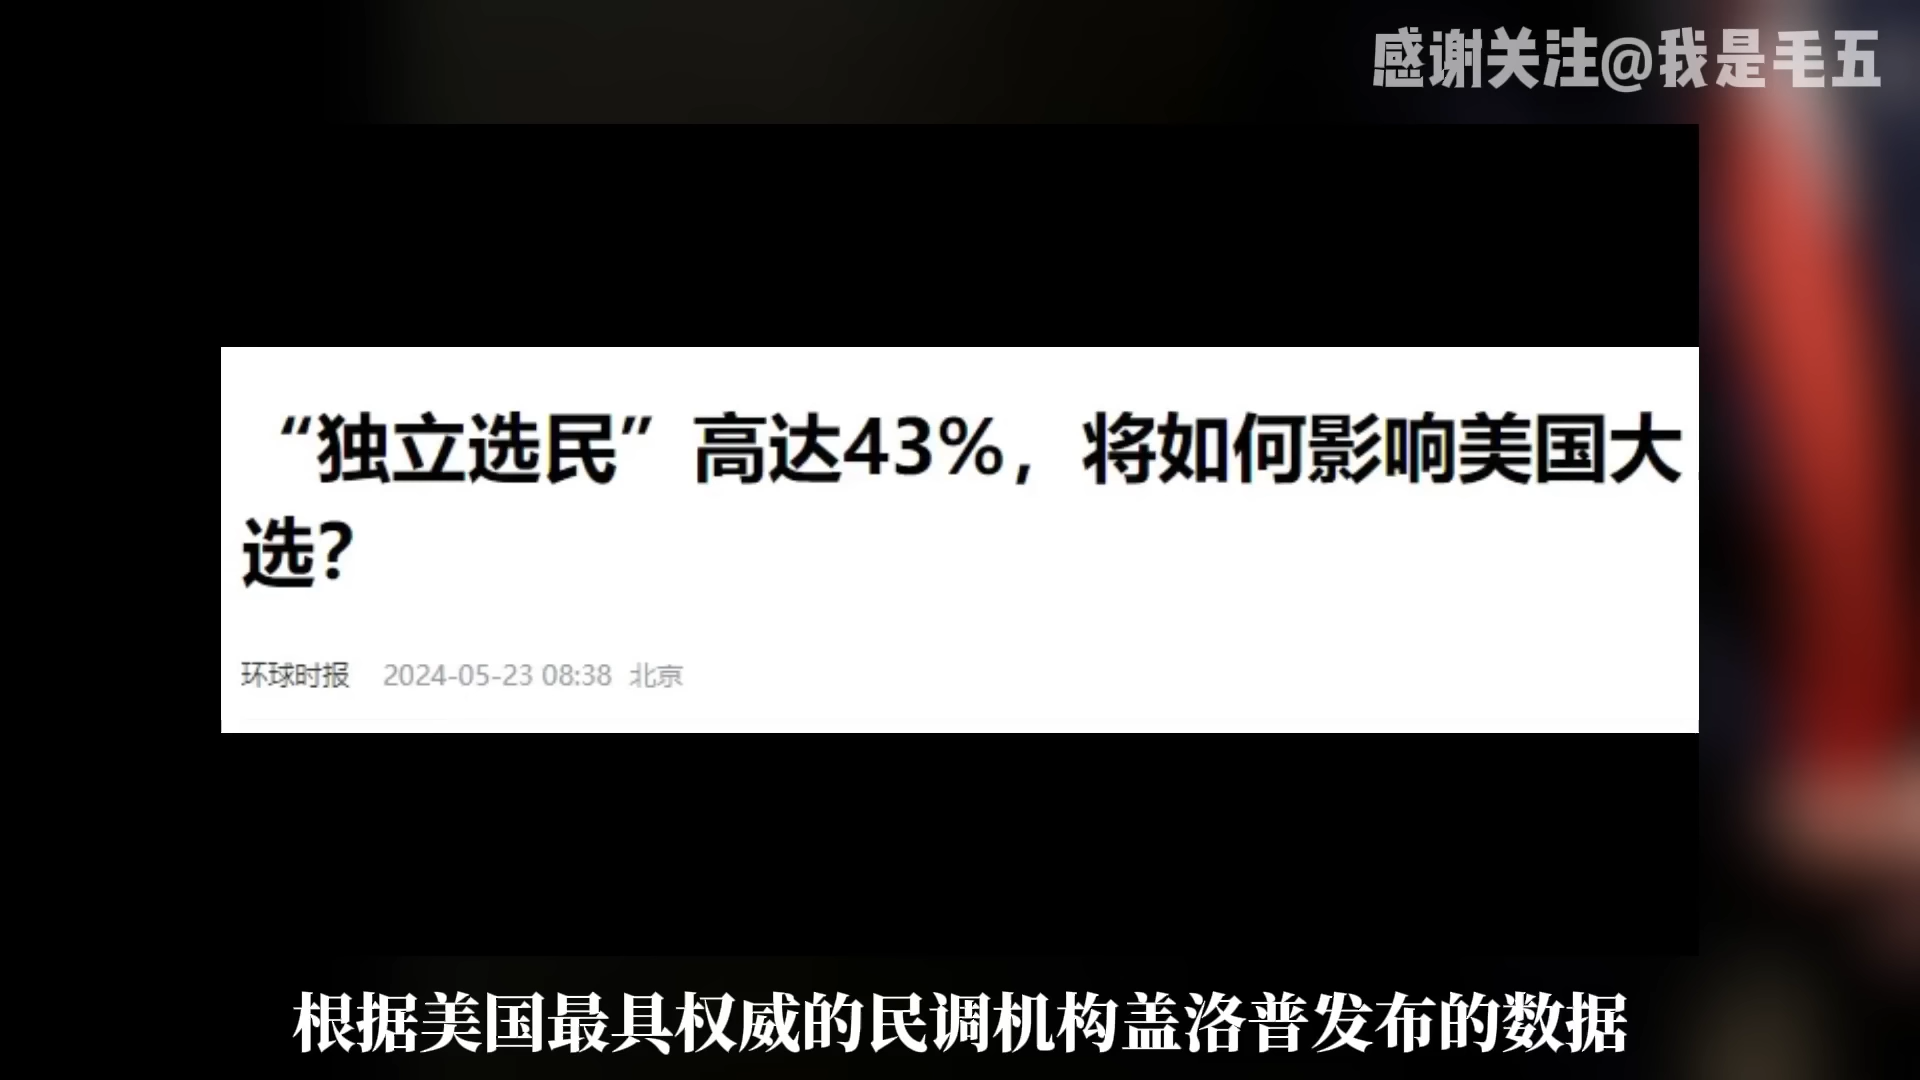 感谢关注@我是毛五
“独立选民”高达43%，将如何影响美国大
选？
环球时报 2024-05-23 08:38 北京
根据美国最具权威的民调机构盖洛普发布的数据